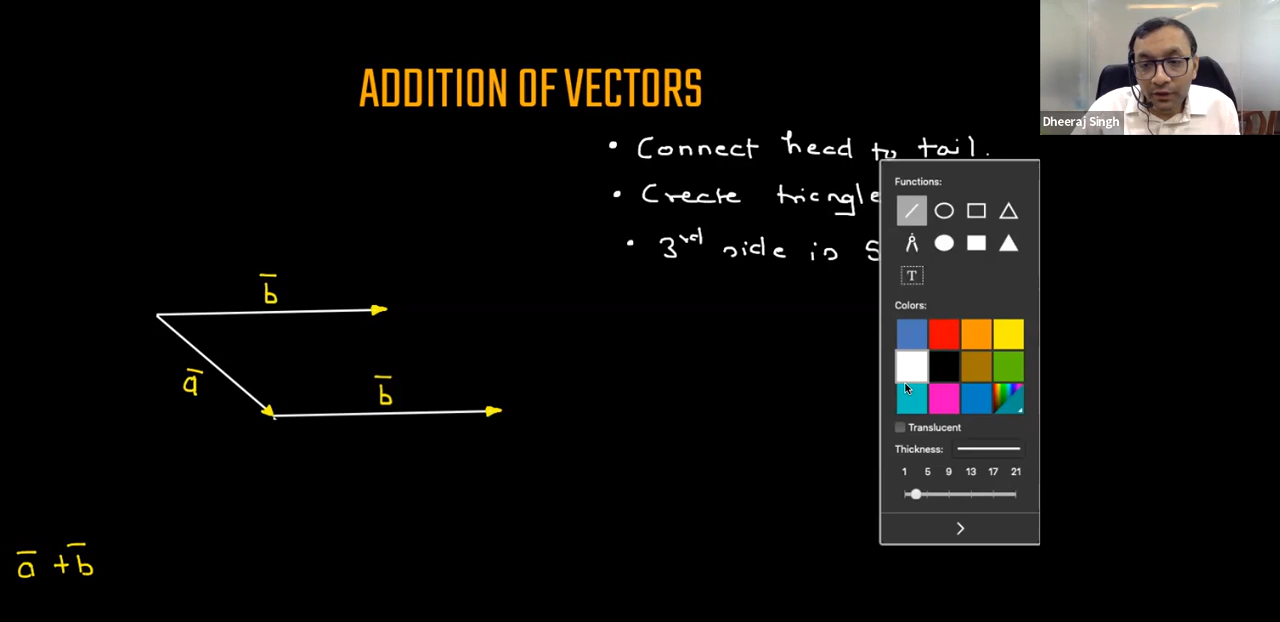 ADDITION OF VECTORS
Dheeraj Singh
• Connect head to tail.
• Create triangle
• 3rd side is S
Functions:
T
Colors:
Translucent
Thickness:
1 5 9 13 17 21
b̅
a̅
b̅
a̅ + b̅